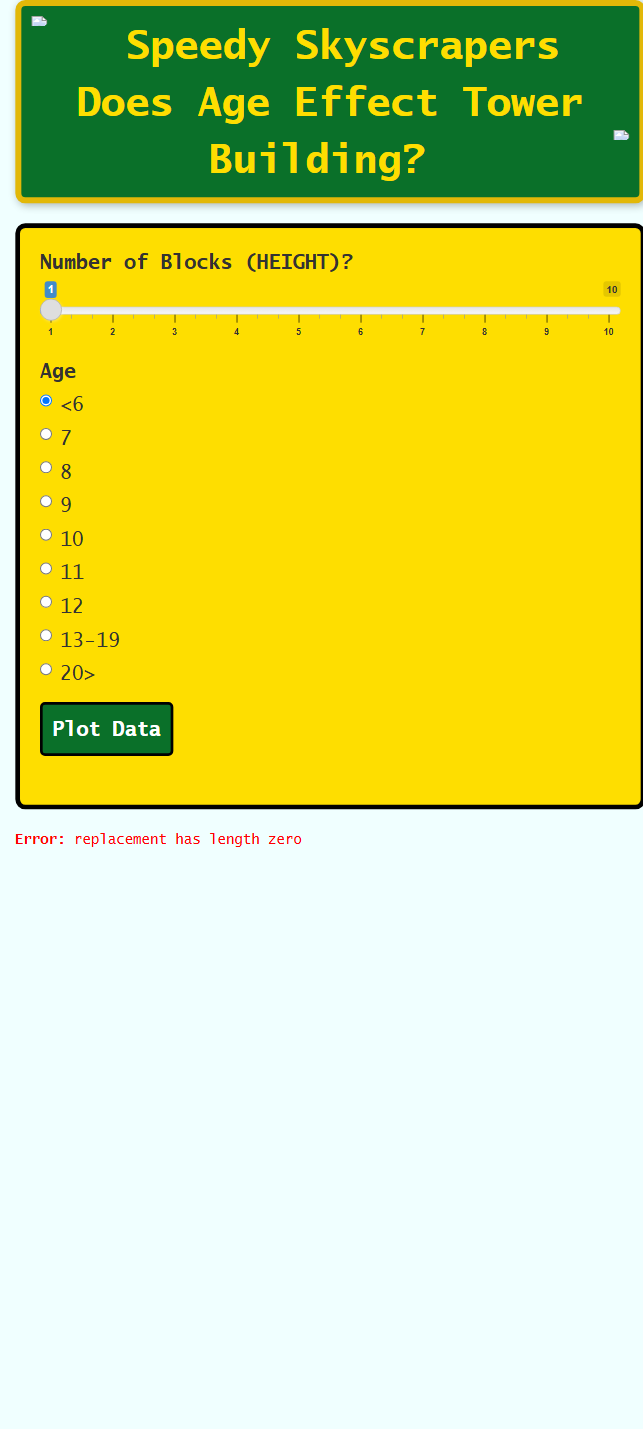 Speedy Skyscrapers
Does Age Effect Tower
Building?
Number of Blocks (HEIGHT)?
1 10
1 2 3 4 5 6 7 8 9 10
Age
<6
7
8
9
10
11
12
13-19
20>
Plot Data
Error: replacement has length zero